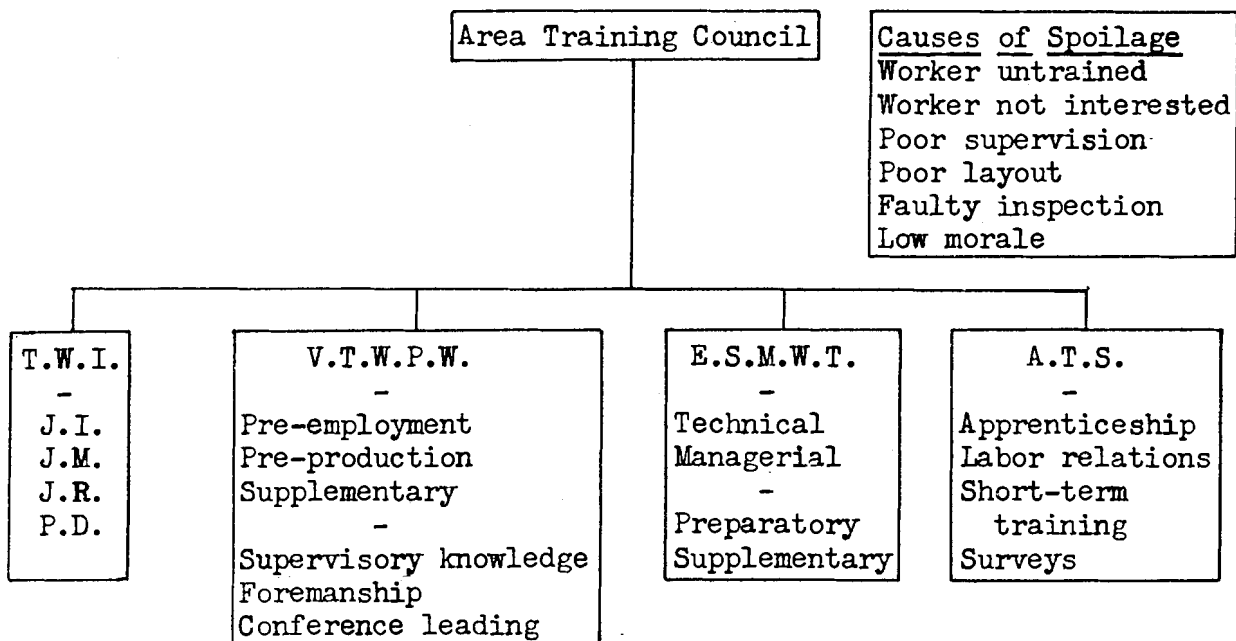 Area Training Council
Causes of Spoilage
Worker untrained
Worker not interested
Poor supervision
Poor layout
Faulty inspection
Low morale
T.W.I.
-
J.I.
J.M.
J.R.
P.D.
V.T.W.P.W.
-
Pre-employment
Pre-production
Supplementary
-
Supervisory knowledge
Foremanship
Conference leading
E.S.M.W.T.
-
Technical
Managerial
-
Preparatory
Supplementary
A.T.S.
-
Apprenticeship
Labor relations
Short-term
training
Surveys